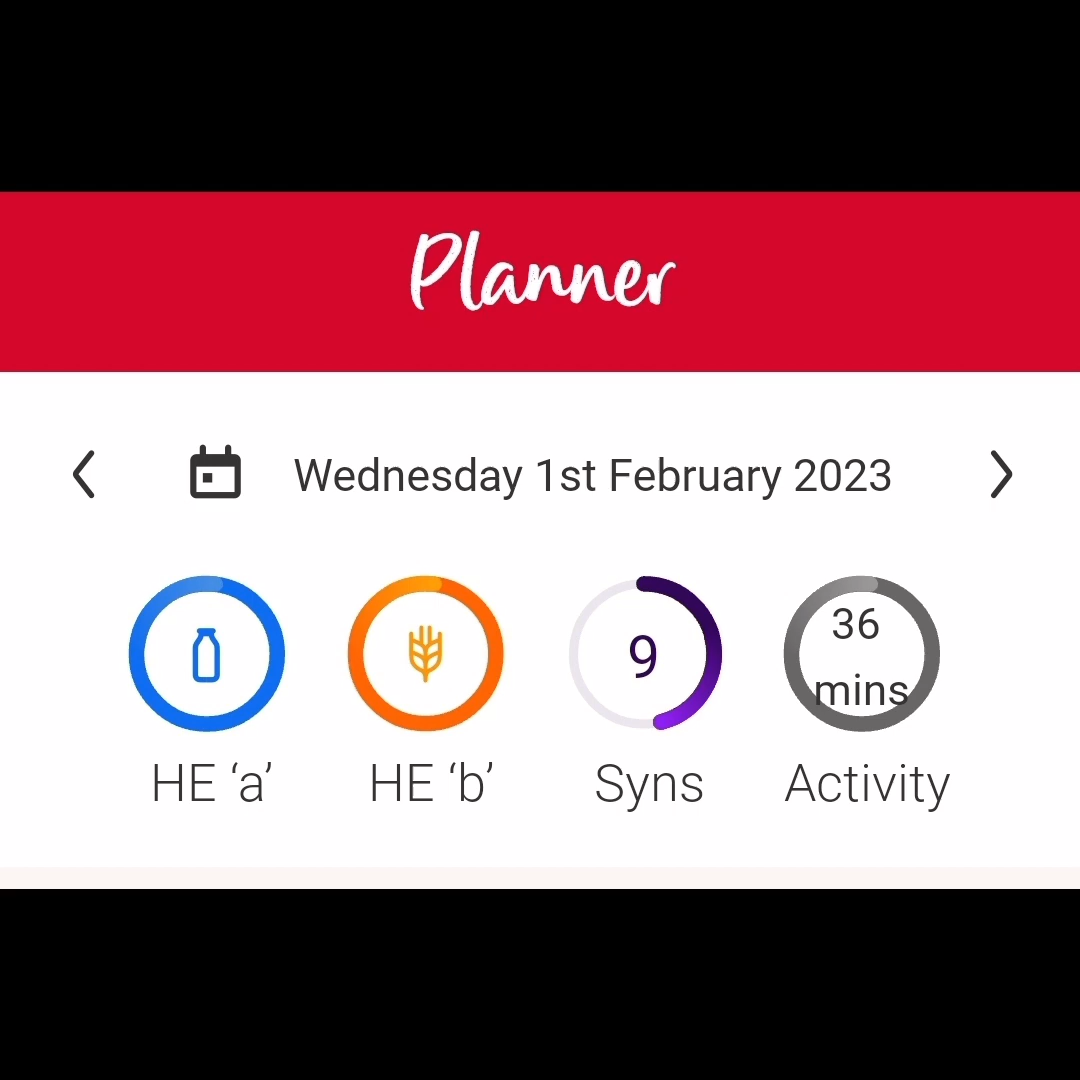 Planner
Wednesday 1st February 2023
9
36
mins
HE ‘a’
HE ‘b’
Syns
Activity